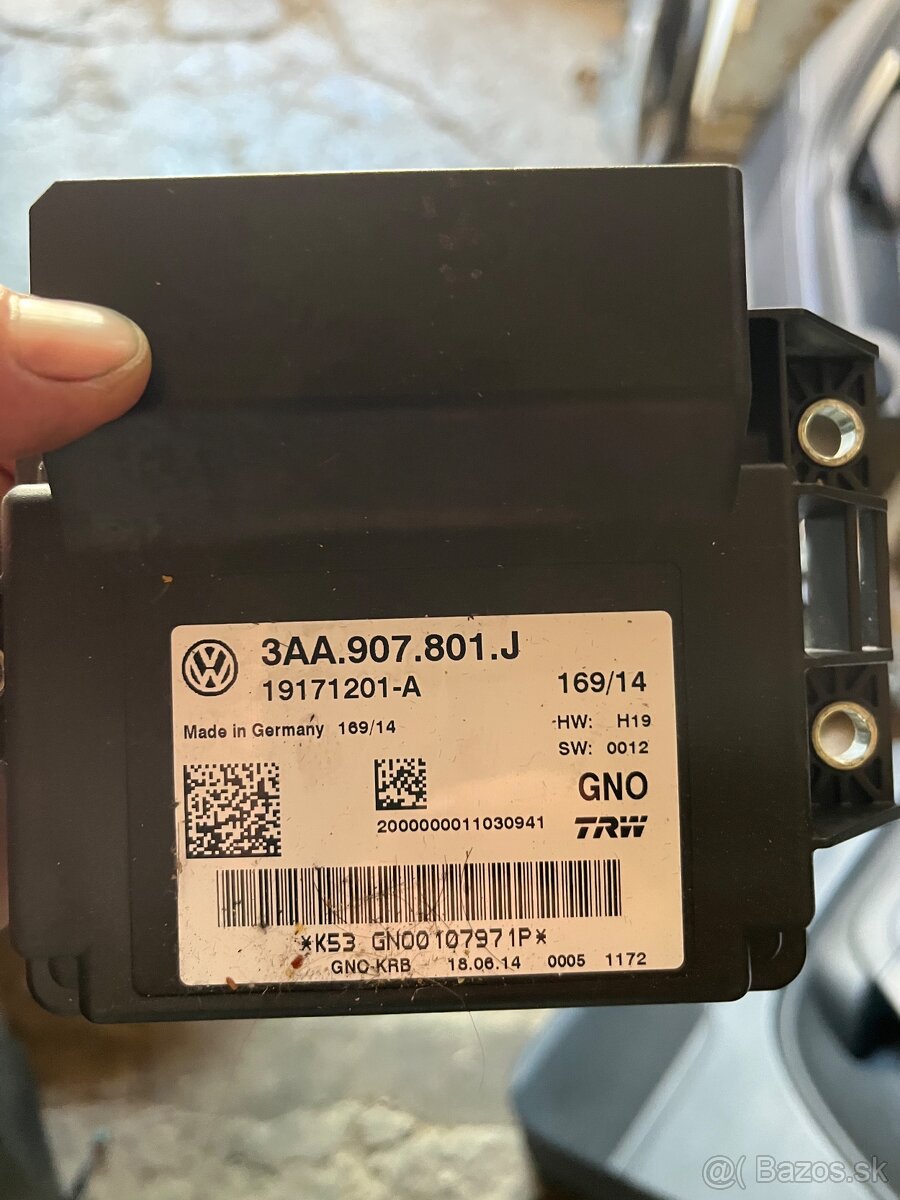 3AA.907.801.J
19171201-A 169/14
Made in Germany 169/14 HW: H19
SW: 0012
GNO
2000000011030941 TRW
*K53 GNO0107971P*
GNO-KRB 18.06.14 0005 1172
@( Bazos.sk